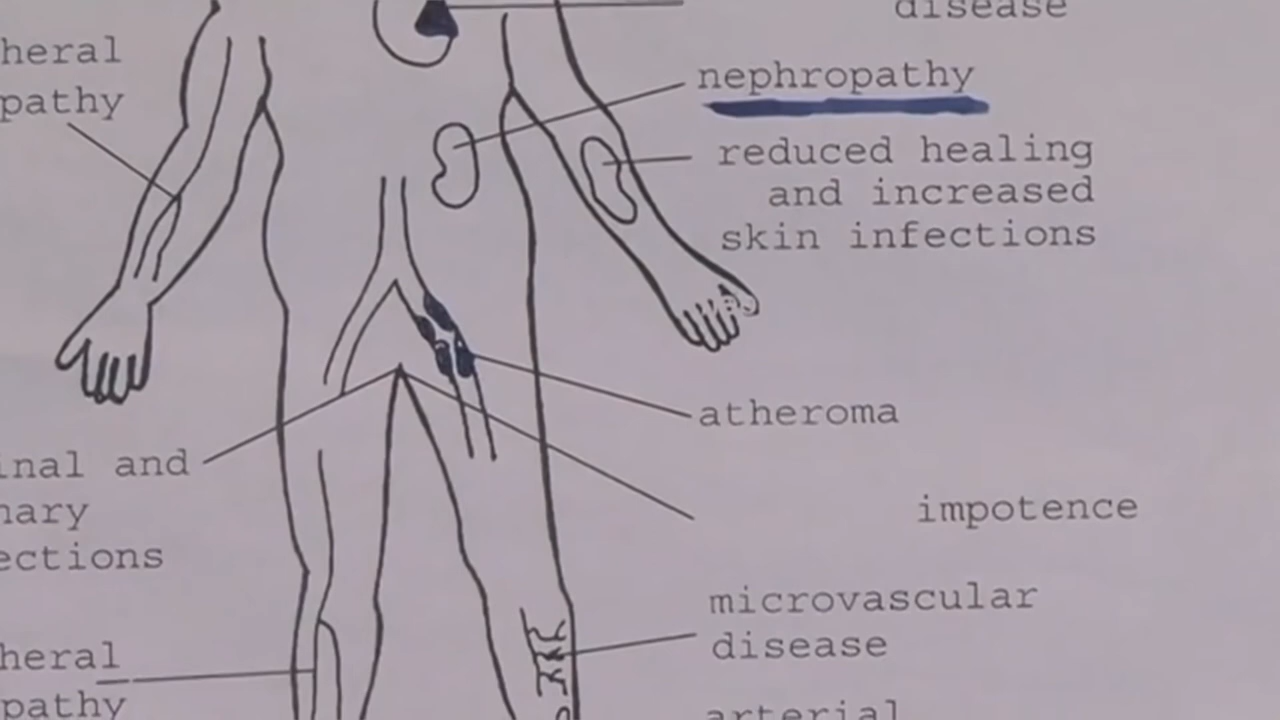 disease
heral
pathy
nephropathy
reduced healing
and increased
skin infections
atheroma
inal and
nary
ections
impotence
microvascular
disease
heral
pathy
arterial